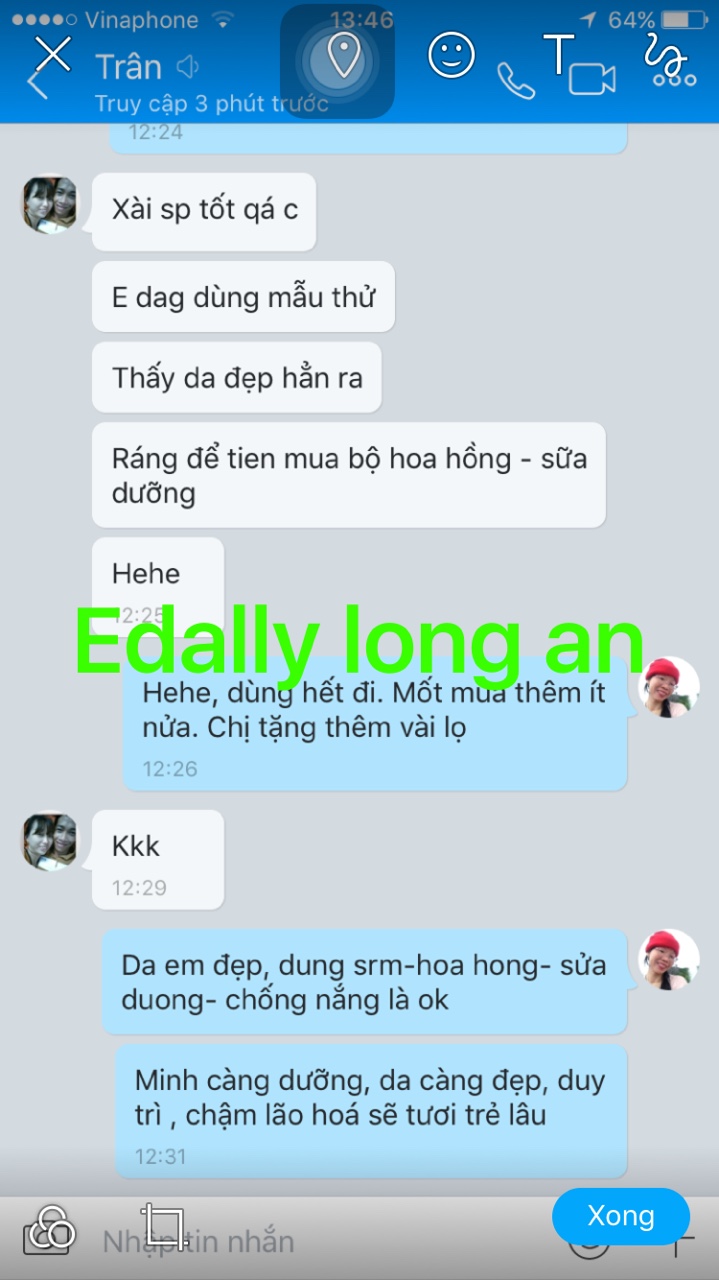 Vinaphone 13:46 64%
Trân
T
Truy cập 3 phút trước
12:24
Xài sp tốt qá c
E dag dùng mẫu thử
Thấy da đẹp hẳn ra
Ráng để tien mua bộ hoa hồng - sữa
dưỡng
Hehe
12:25
Edally long an
Hehe, dùng hết đi. Mốt mua thêm ít
nửa. Chị tặng thêm vài lọ
12:26
Kkk
12:29
Da em đẹp, dung srm-hoa hong- sửa
duong- chống nắng là ok
Minh càng dưỡng, da càng đẹp, duy
trì , chậm lão hoá sẽ tươi trẻ lâu
12:31
Nhập tin nhắn
Xong